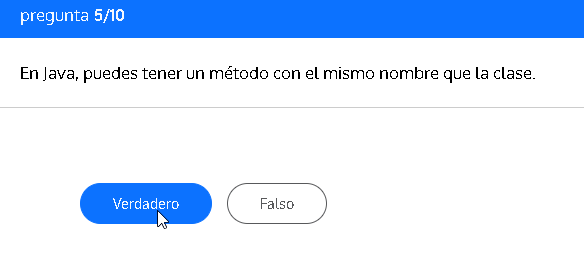 pregunta 5/10
En Java, puedes tener un método con el mismo nombre que la clase.
Verdadero
Falso